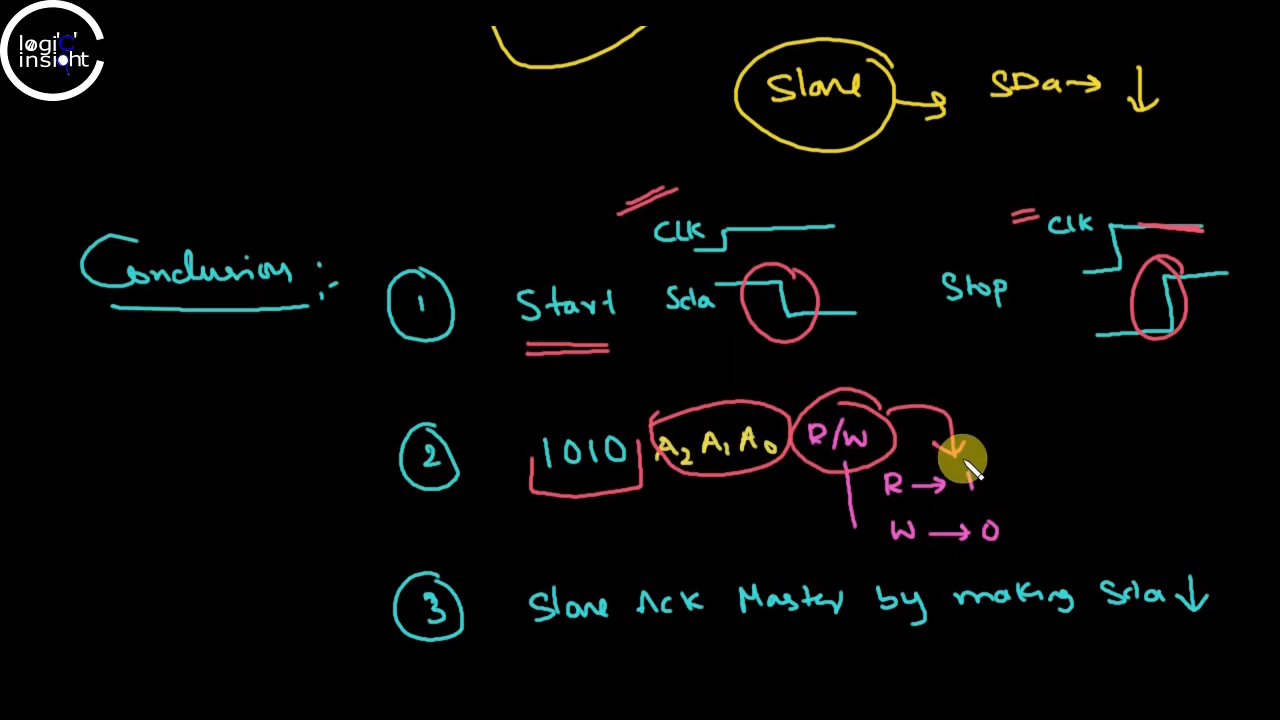 logi'C'
insight
Slave → SDa → ↓
CLK
CLK
Conclusion :-
1 Start Sda
Stop
2 1010 A2 A1 A0 R/W
R → 1
W → 0
3 Slave Ack Master by making Sda ↓